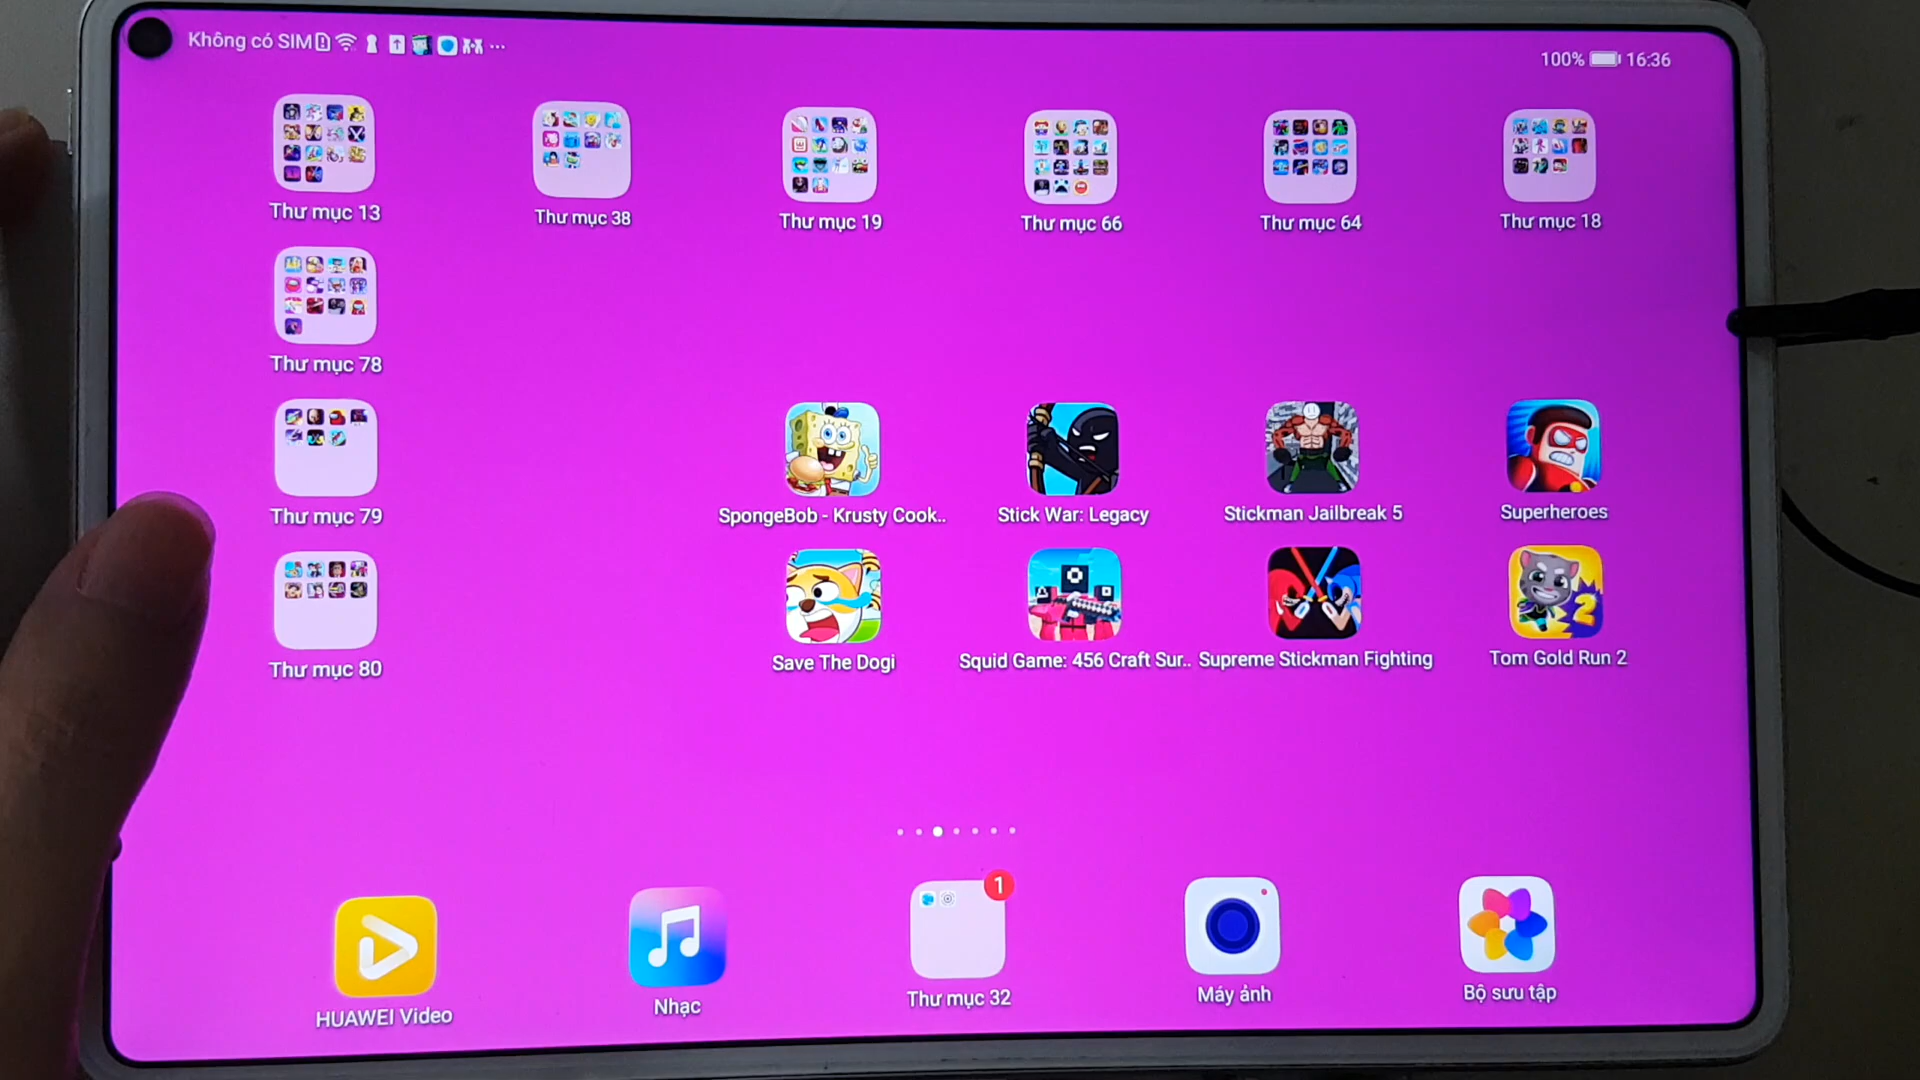 Không có SIM
100% 16:36
Thư mục 13
Thư mục 38
Thư mục 19
Thư mục 66
Thư mục 64
Thư mục 18
Thư mục 78
Thư mục 79
SpongeBob - Krusty Cook..
Stick War: Legacy
Stickman Jailbreak 5
Superheroes
Thư mục 80
Save The Dogi
Squid Game: 456 Craft Sur..
Supreme Stickman Fighting
2
Tom Gold Run 2
1
HUAWEI Video
Nhạc
Thư mục 32
Máy ảnh
Bộ sưu tập